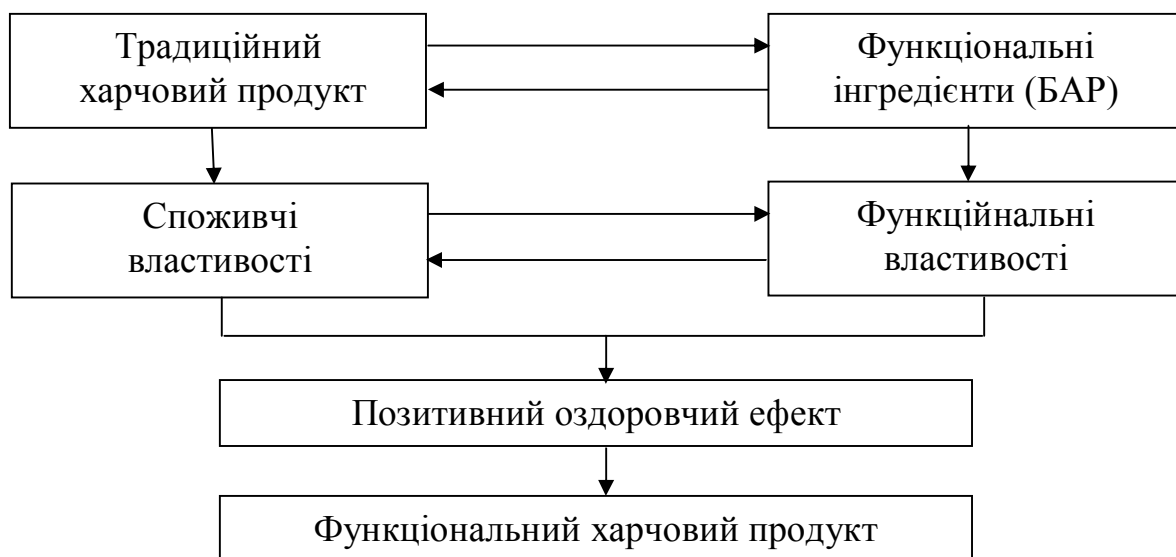 Традиційний
харчовий продукт
Функціональні
інгредієнти (БАР)
Споживчі
властивості
Функційнальні
властивості
Позитивний оздоровчий ефект
Функціональний харчовий продукт